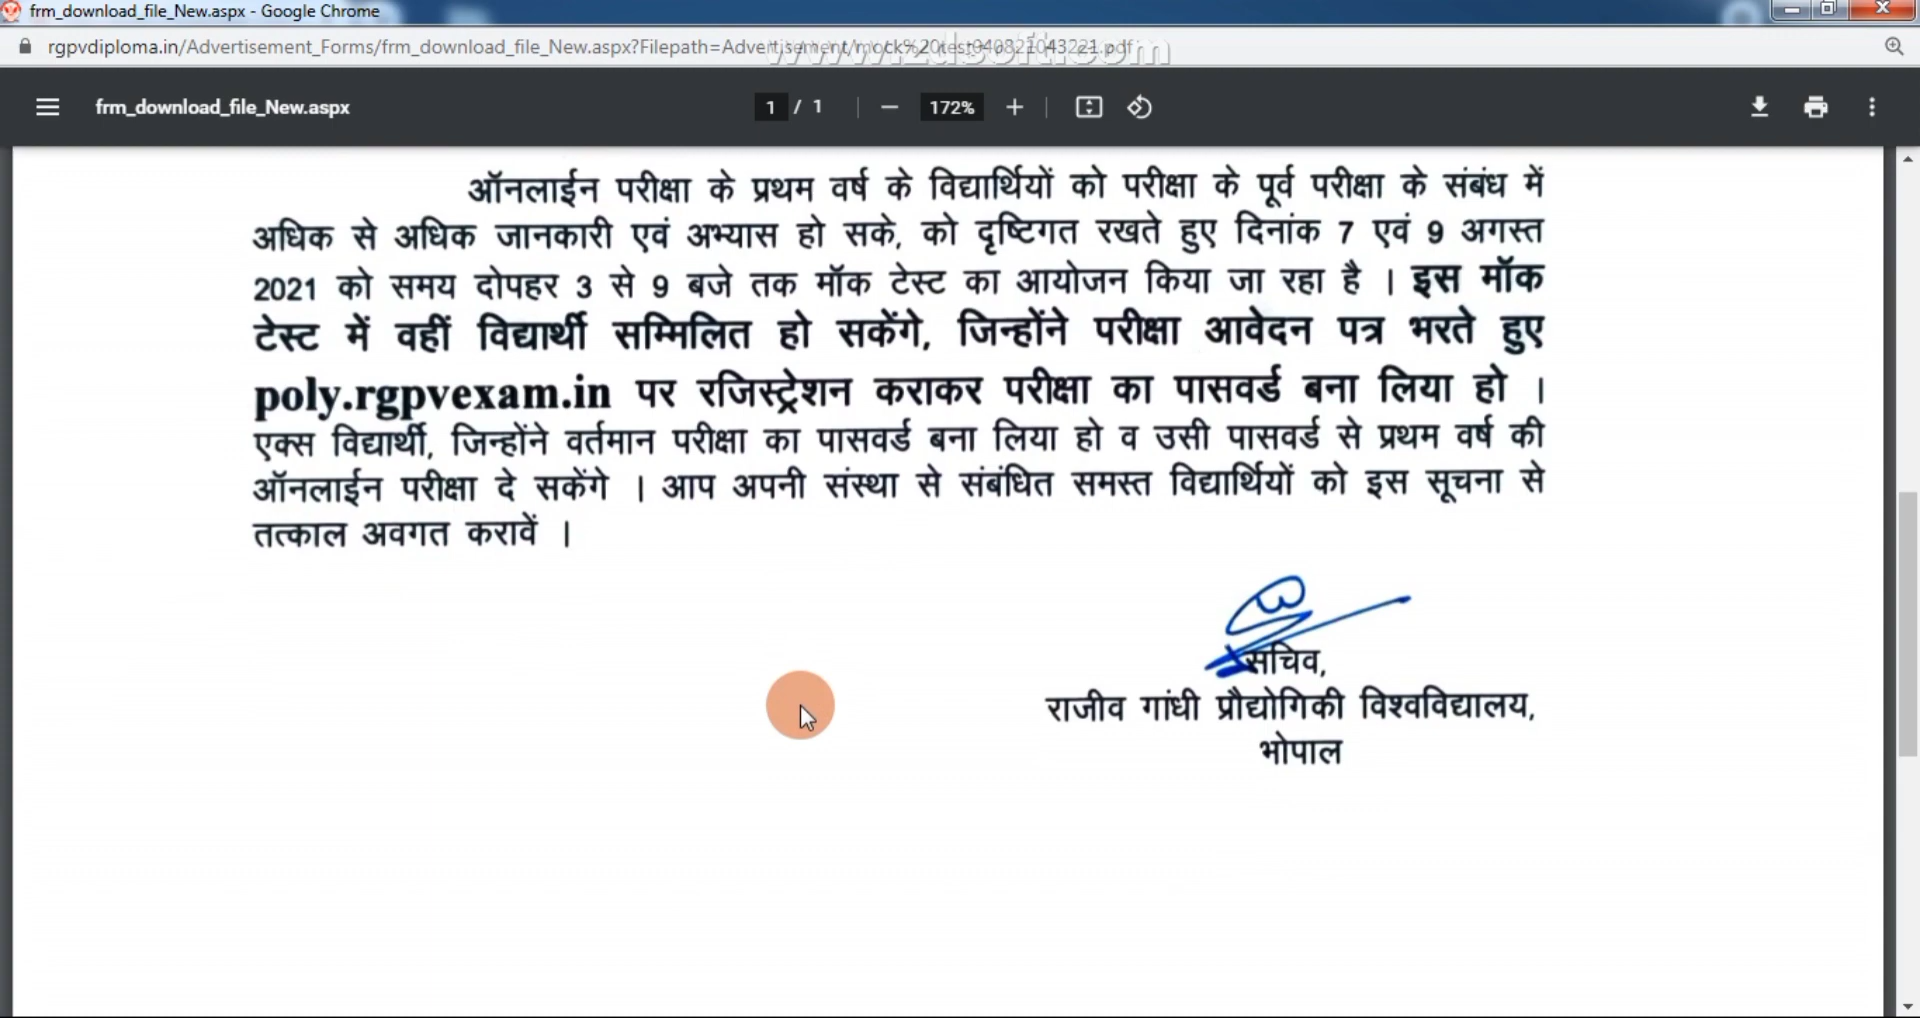 frm_download_file_New.aspx - Google Chrome
rgpvdiploma.in/Advertisement_Forms/frm_download_file_New.aspx?Filepath=Advertisement/mock%20test040821043221.pdf
frm_download_file_New.aspx
1 / 1
172%
ऑनलाईन परीक्षा के प्रथम वर्ष के विद्यार्थियों को परीक्षा के पूर्व परीक्षा के संबंध में
अधिक से अधिक जानकारी एवं अभ्यास हो सके, को दृष्टिगत रखते हुए दिनांक 7 एवं 9 अगस्त
2021 को समय दोपहर 3 से 9 बजे तक मॉक टेस्ट का आयोजन किया जा रहा है । इस मॉक
टेस्ट में वहीं विद्यार्थी सम्मिलित हो सकेंगे, जिन्होंने परीक्षा आवेदन पत्र भरते हुए
poly.rgpvexam.in पर रजिस्ट्रेशन कराकर परीक्षा का पासवर्ड बना लिया हो ।
एक्स विद्यार्थी, जिन्होंने वर्तमान परीक्षा का पासवर्ड बना लिया हो व उसी पासवर्ड से प्रथम वर्ष की
ऑनलाईन परीक्षा दे सकेंगे । आप अपनी संस्था से संबंधित समस्त विद्यार्थियों को इस सूचना से
तत्काल अवगत करावें ।
सचिव,
राजीव गांधी प्रौद्योगिकी विश्वविद्यालय,
भोपाल